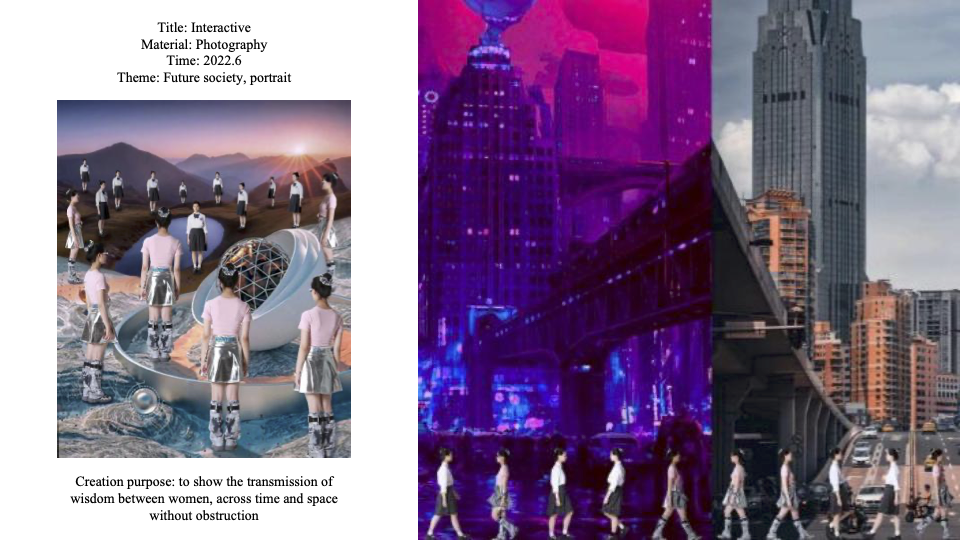 Title: Interactive
Material: Photography
Time: 2022.6
Theme: Future society, portrait
Creation purpose: to show the transmission of
wisdom between women, across time and space
without obstruction